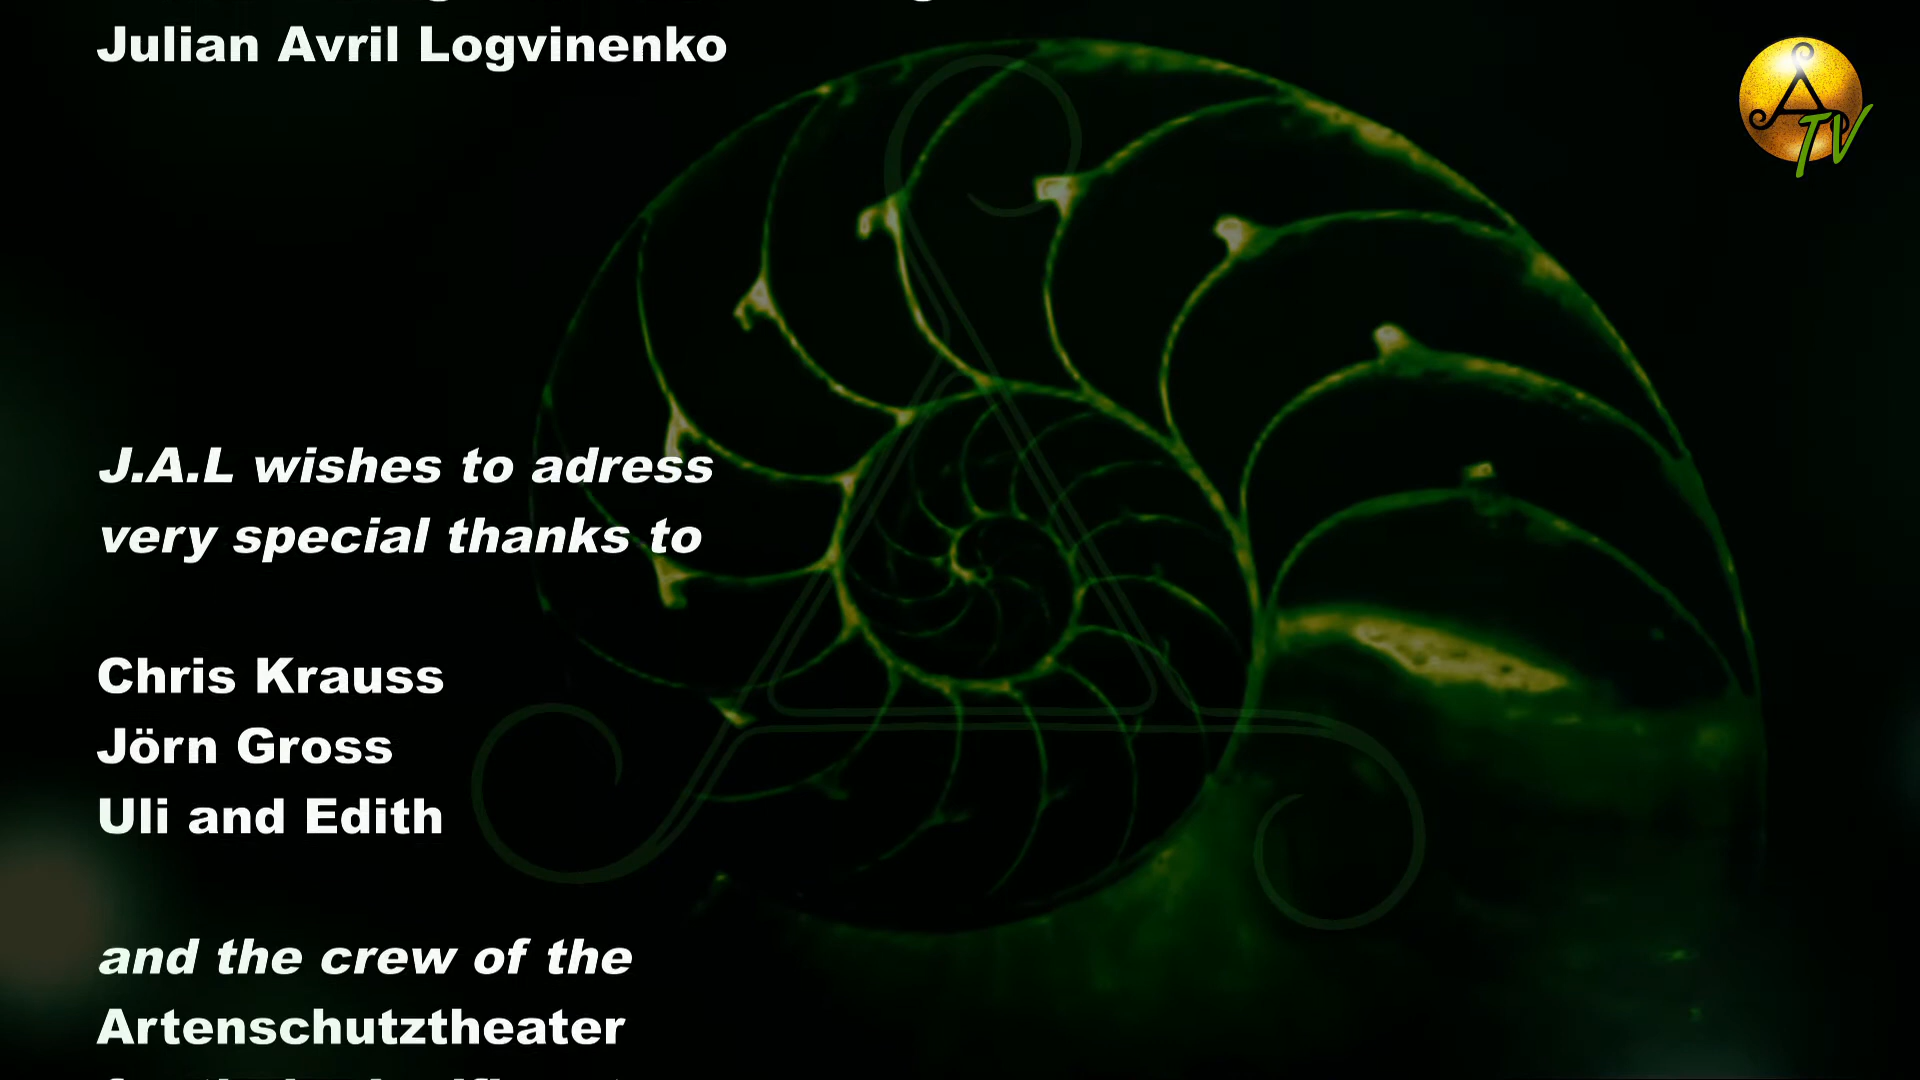 Julian Avril Logvinenko
J.A.L wishes to adress
very special thanks to
Chris Krauss
Jörn Gross
Uli and Edith
and the crew of the
Artenschutztheater
A TV